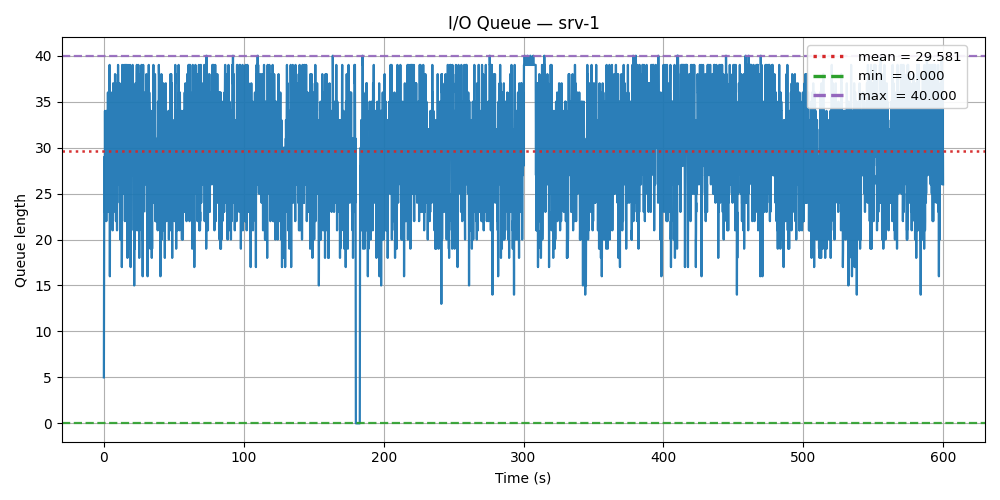 I/O Queue — srv-1
mean = 29.581
min  = 0.000
max  = 40.000
Queue length
40
35
30
25
20
15
10
5
0
0 100 200 300 400 500 600
Time (s)